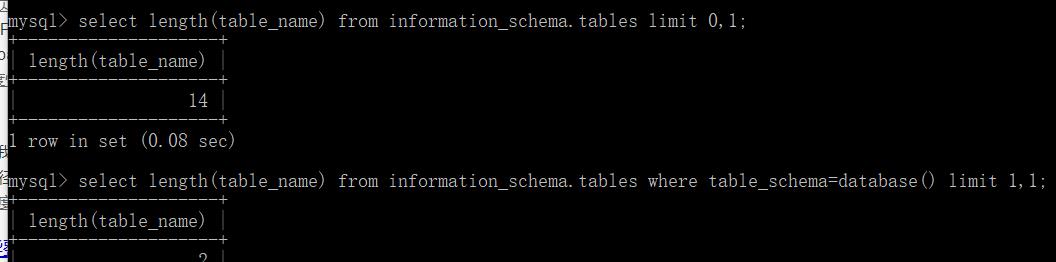 mysql> select length(table_name) from information_schema.tables limit 0,1;
+--------------------+
| length(table_name) |
+--------------------+
|                 14 |
+--------------------+
1 row in set (0.08 sec)
mysql> select length(table_name) from information_schema.tables where table_schema=database() limit 1,1;
+--------------------+
| length(table_name) |
+--------------------+
|                  2 |